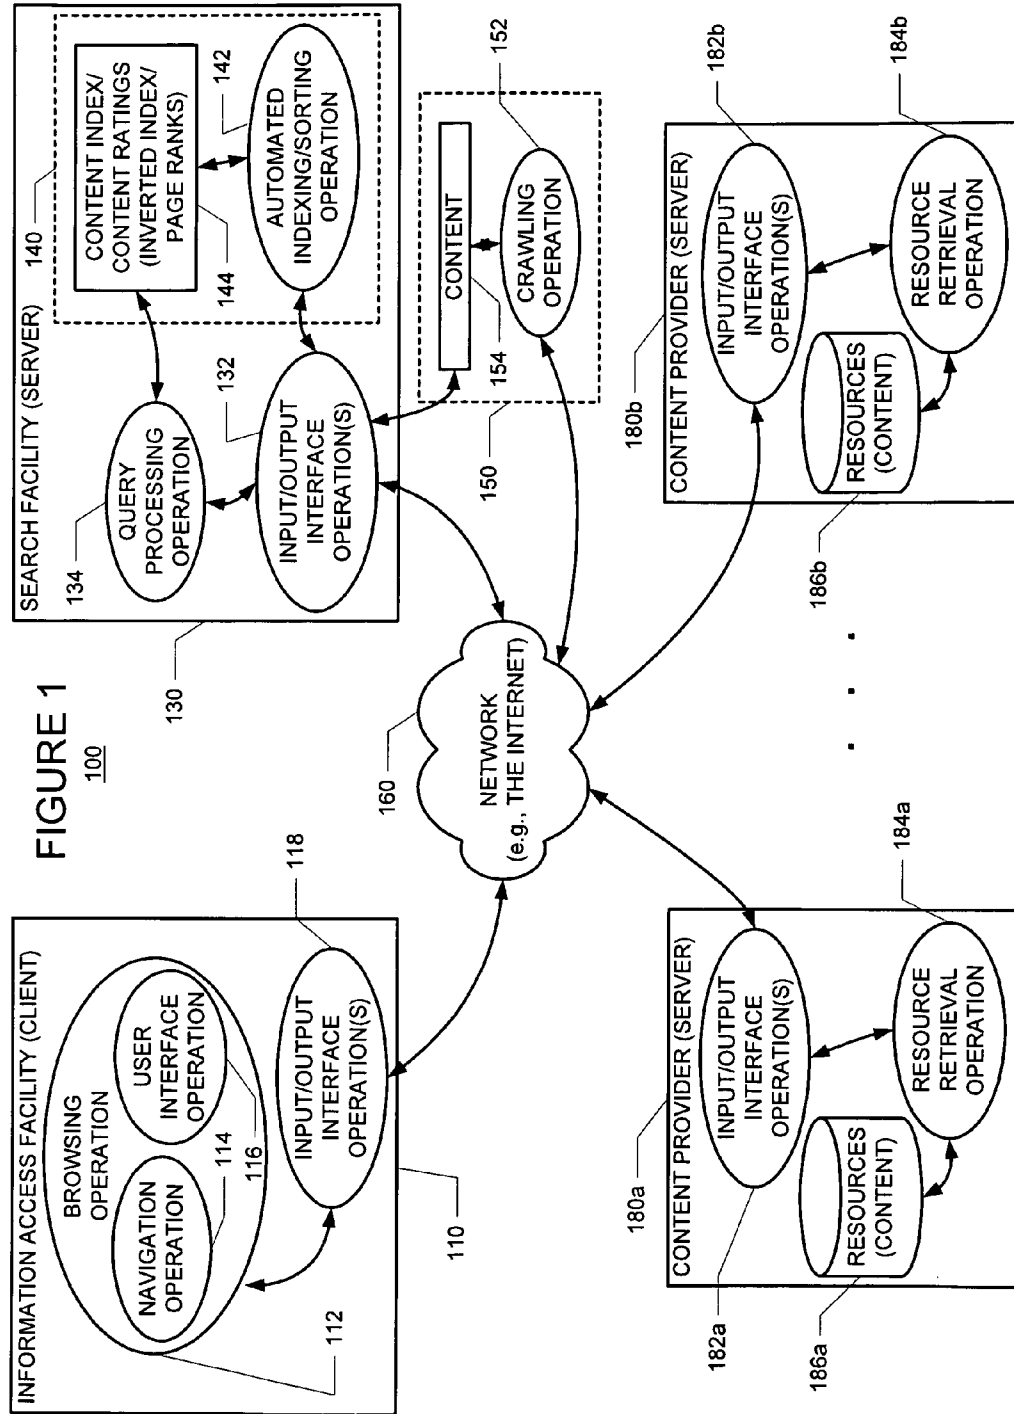 FIGURE 1
100
INFORMATION ACCESS FACILITY (CLIENT)
BROWSING
OPERATION
NAVIGATION
OPERATION
USER
INTERFACE
OPERATION
114
116
112
INPUT/OUTPUT
INTERFACE
OPERATION(S)
118
110
SEARCH FACILITY (SERVER)
140
134
QUERY
PROCESSING
OPERATION
CONTENT INDEX/
CONTENT RATINGS
(INVERTED INDEX/
PAGE RANKS)
144
142
132
INPUT/OUTPUT
INTERFACE
OPERATION(S)
AUTOMATED
INDEXING/SORTING
OPERATION
130
CONTENT
154
152
CRAWLING
OPERATION
150
160
NETWORK
(e.g., THE INTERNET)
180a
CONTENT PROVIDER (SERVER)
INPUT/OUTPUT
INTERFACE
OPERATION(S)
182a
RESOURCES
(CONTENT)
186a
RESOURCE
RETRIEVAL
OPERATION
184a
. . .
180b
CONTENT PROVIDER (SERVER)
INPUT/OUTPUT
INTERFACE
OPERATION(S)
182b
RESOURCES
(CONTENT)
186b
RESOURCE
RETRIEVAL
OPERATION
184b